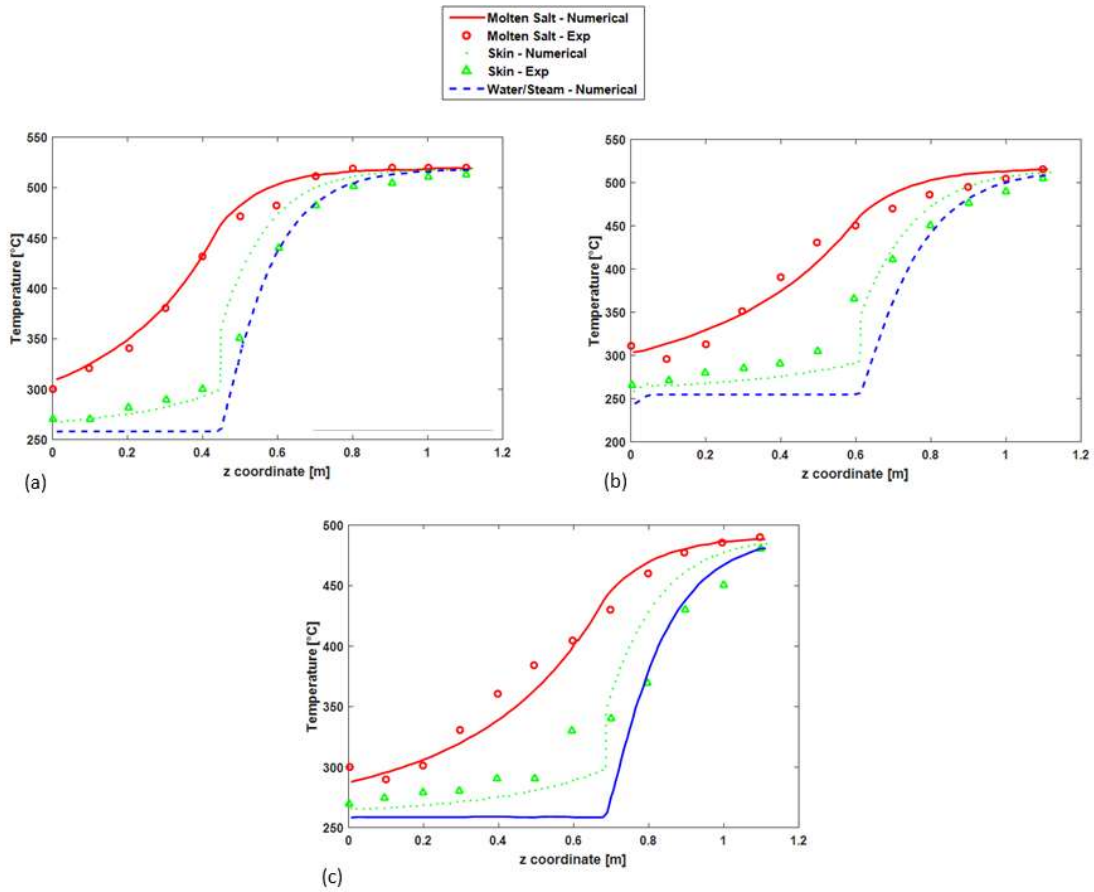 Molten Salt - Numerical
Molten Salt - Exp
Skin - Numerical
Skin - Exp
Water/Steam - Numerical
550
500
450
400
350
300
250
Temperature [°C]
0 0.2 0.4 0.6 0.8 1 1.2
z coordinate [m]
(a)
550
500
450
400
350
300
250
200
Temperature [°C]
0 0.2 0.4 0.6 0.8 1 1.2
z coordinate [m]
(b)
500
450
400
350
300
250
Temperature [°C]
0 0.2 0.4 0.6 0.8 1 1.2
z coordinate [m]
(c)